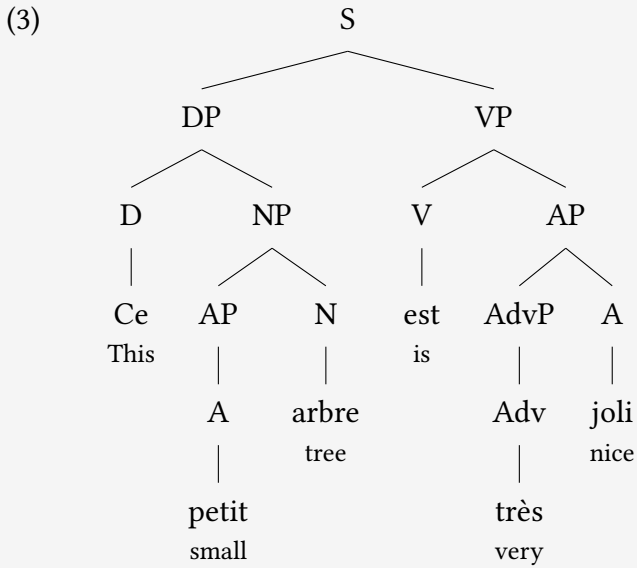 (3) S
DP VP
D NP V AP
Ce AP N est AdvP A
This is
A arbre Adv joli
tree nice
petit très
small very